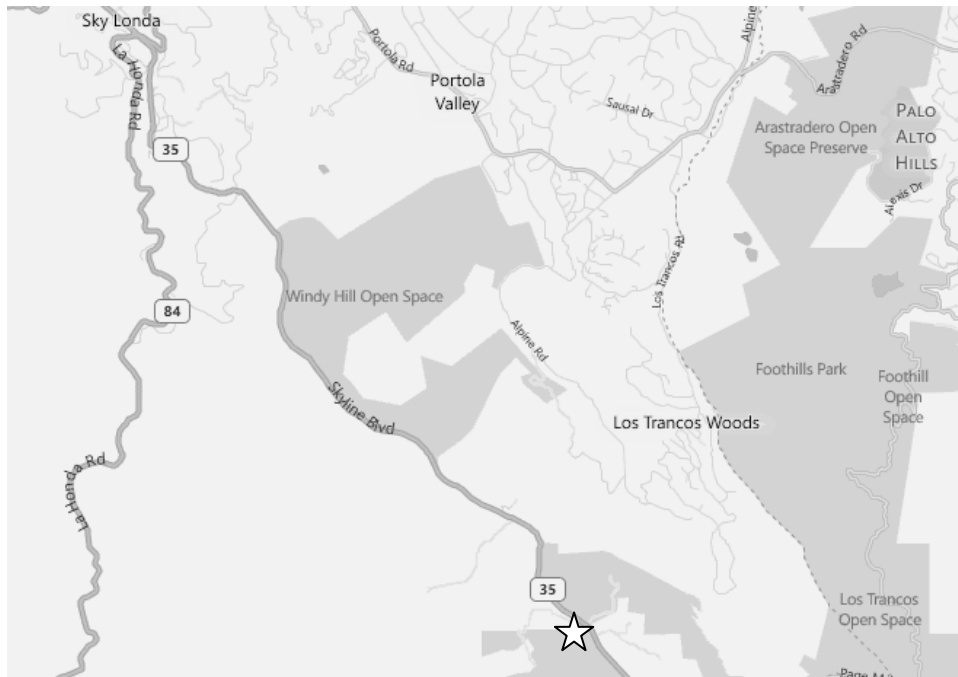 Sky Londa
La Honda Rd
35
84
La Honda Rd
Portola Rd
Portola
Valley
Alpine
Sausal Dr
Arastradero Rd
Arastradero Open
Space Preserve
PALO
ALTO
HILLS
Alexis Dr
Windy Hill Open Space
Los Trancos Rd
Alpine Rd
Skyline Blvd
Foothills Park
Foothill
Open
Space
Los Trancos Woods
35
Los Trancos
Open Space